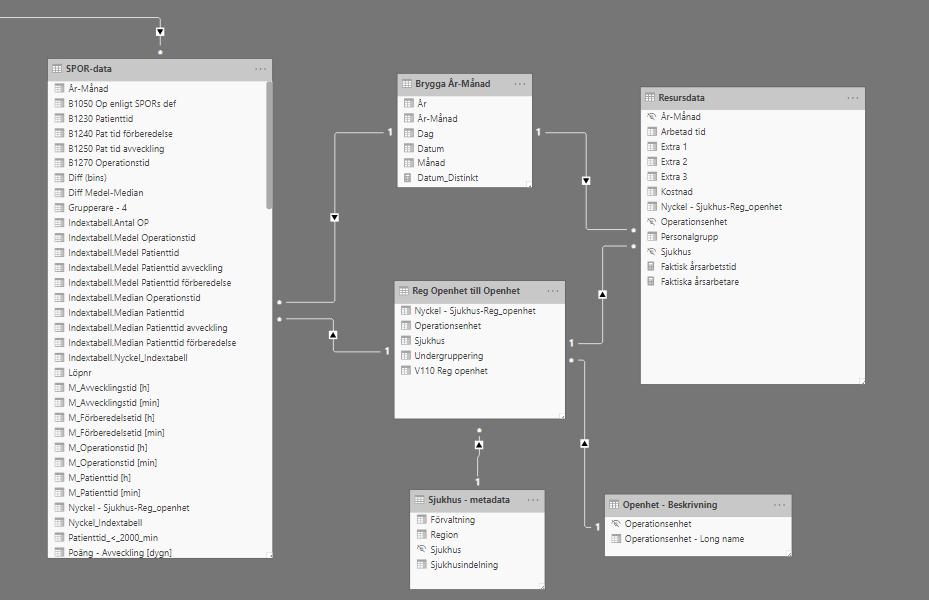 SPOR-data
År-Månad
B1050 Op enligt SPORs def
B1230 Patienttid
B1240 Pat tid förberedelse
B1250 Pat tid avveckling
B1270 Operationstid
Diff (bins)
Diff Medel-Median
Grupperare - 4
Indextabell.Antal OP
Indextabell.Medel Operationstid
Indextabell.Medel Patienttid
Indextabell.Medel Patienttid avveckling
Indextabell.Medel Patienttid förberedelse
Indextabell.Median Operationstid
Indextabell.Median Patienttid
Indextabell.Median Patienttid avveckling
Indextabell.Median Patienttid förberedelse
Indextabell.Nyckel_Indextabell
Löpnr
M_Avvecklingstid [h]
M_Avvecklingstid [min]
M_Förberedelsetid [h]
M_Förberedelsetid [min]
M_Operationstid [h]
M_Operationstid [min]
M_Patienttid [h]
M_Patienttid [min]
Nyckel - Sjukhus-Reg_openhet
Nyckel_Indextabell
Patienttid_<_2000_min
Poäng - Avveckling [dygn]
Brygga År-Månad
År
År-Månad
Dag
Datum
Månad
Datum_Distinkt
1
1
Reg Openhet till Openhet
Nyckel - Sjukhus-Reg_openhet
Operationsenhet
Sjukhus
Undergruppering
V110 Reg openhet
1
1
Resursdata
År-Månad
Arbetad tid
Extra 1
Extra 2
Extra 3
Kostnad
Nyckel - Sjukhus-Reg_openhet
Operationsenhet
Personalgrupp
Sjukhus
Faktisk årsarbetstid
Faktiska årsarbetare
1
Sjukhus - metadata
Förvaltning
Region
Sjukhus
Sjukhusindelning
1
Openhet - Beskrivning
Operationsenhet
Operationsenhet - Long name